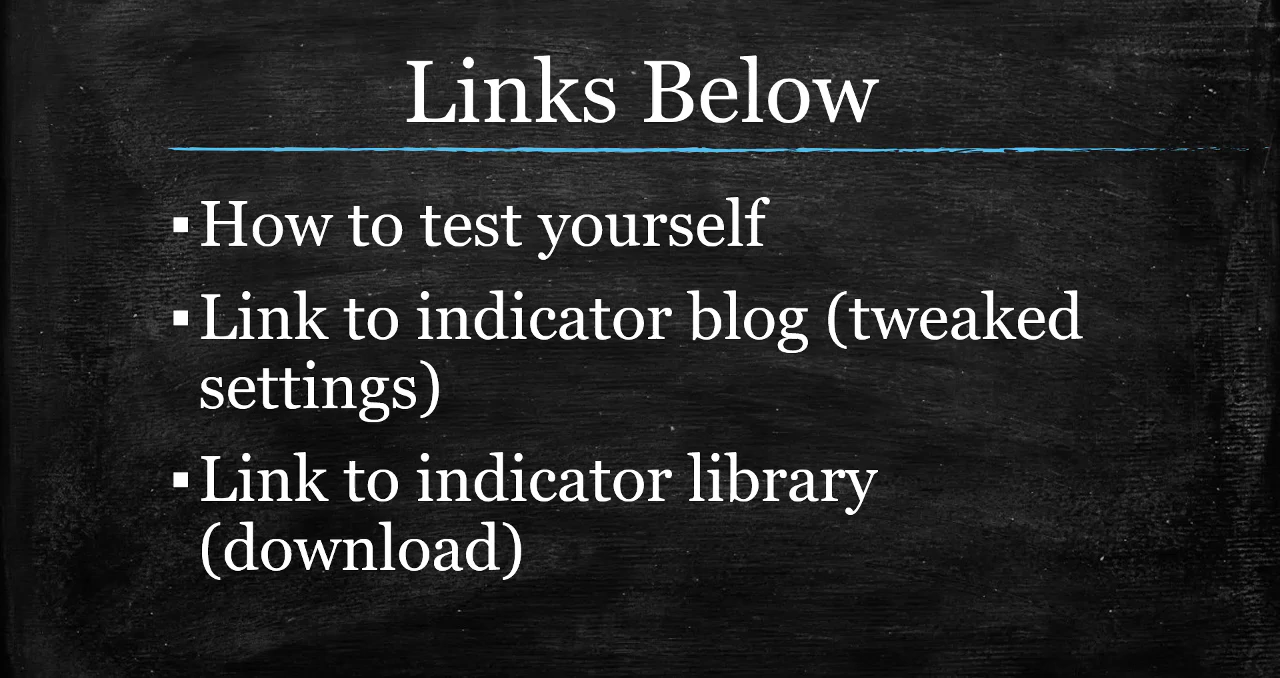 Links Below
▪ How to test yourself
▪ Link to indicator blog (tweaked
settings)
▪ Link to indicator library
(download)